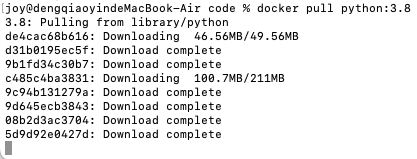 joy@dengqiaoyindeMacBook-Air code % docker pull python:3.8
3.8: Pulling from library/python
de4cac68b616: Downloading  46.56MB/49.56MB
d31b0195ec5f: Download complete
9b1fd34c30b7: Download complete
c485c4ba3831: Downloading  100.7MB/211MB
9c94b131279a: Download complete
9d645ecb3843: Download complete
08b2d3ac3704: Download complete
5d9d92e0427d: Download complete